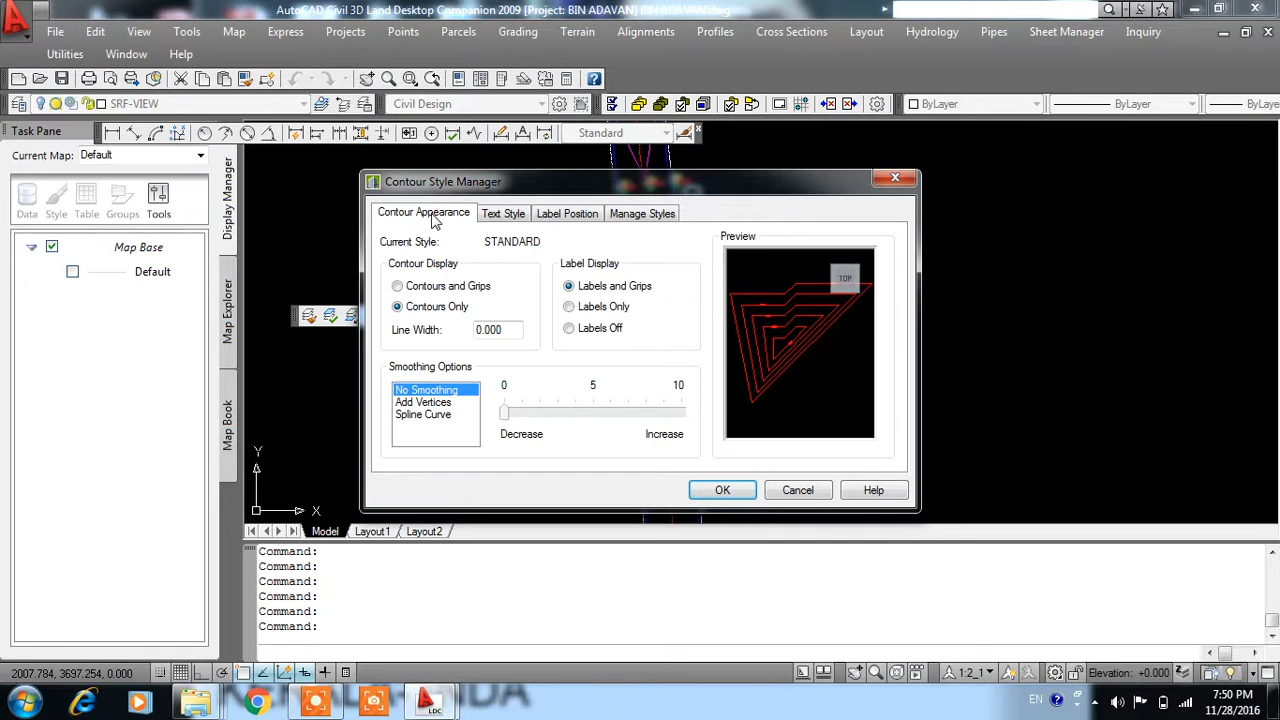 AutoCAD Civil 3D Land Desktop Companion 2009 [Project: BIN ADAVAN] BIN ADAVAN.dwg
File Edit View Tools Map Express Projects Points Parcels Grading Terrain Alignments Profiles Cross Sections Layout Hydrology Pipes Sheet Manager Inquiry
Utilities Window Help
SRF-VIEW Civil Design ByLayer ByLayer ByLa
Task Pane Standard
Current Map: Default
Data Style Table Groups Tools
Map Base
Default
Display Manager
Map Explorer
Map Book
Contour Style Manager
Contour Appearance Text Style Label Position Manage Styles
Current Style: STANDARD
Contour Display
Contours and Grips
Contours Only
Line Width: 0.000
Label Display
Labels and Grips
Labels Only
Labels Off
Smoothing Options
No Smoothing
Add Vertices
Spline Curve
0 5 10
Decrease Increase
Preview
TOP
OK Cancel Help
Y
X
Model Layout1 Layout2
Command:
Command:
Command:
Command:
Command:
Command:
2007.784, 3697.254, 0.000 1:2_1 Elevation: +0.000
LDC
EN
7:50 PM
11/28/2016